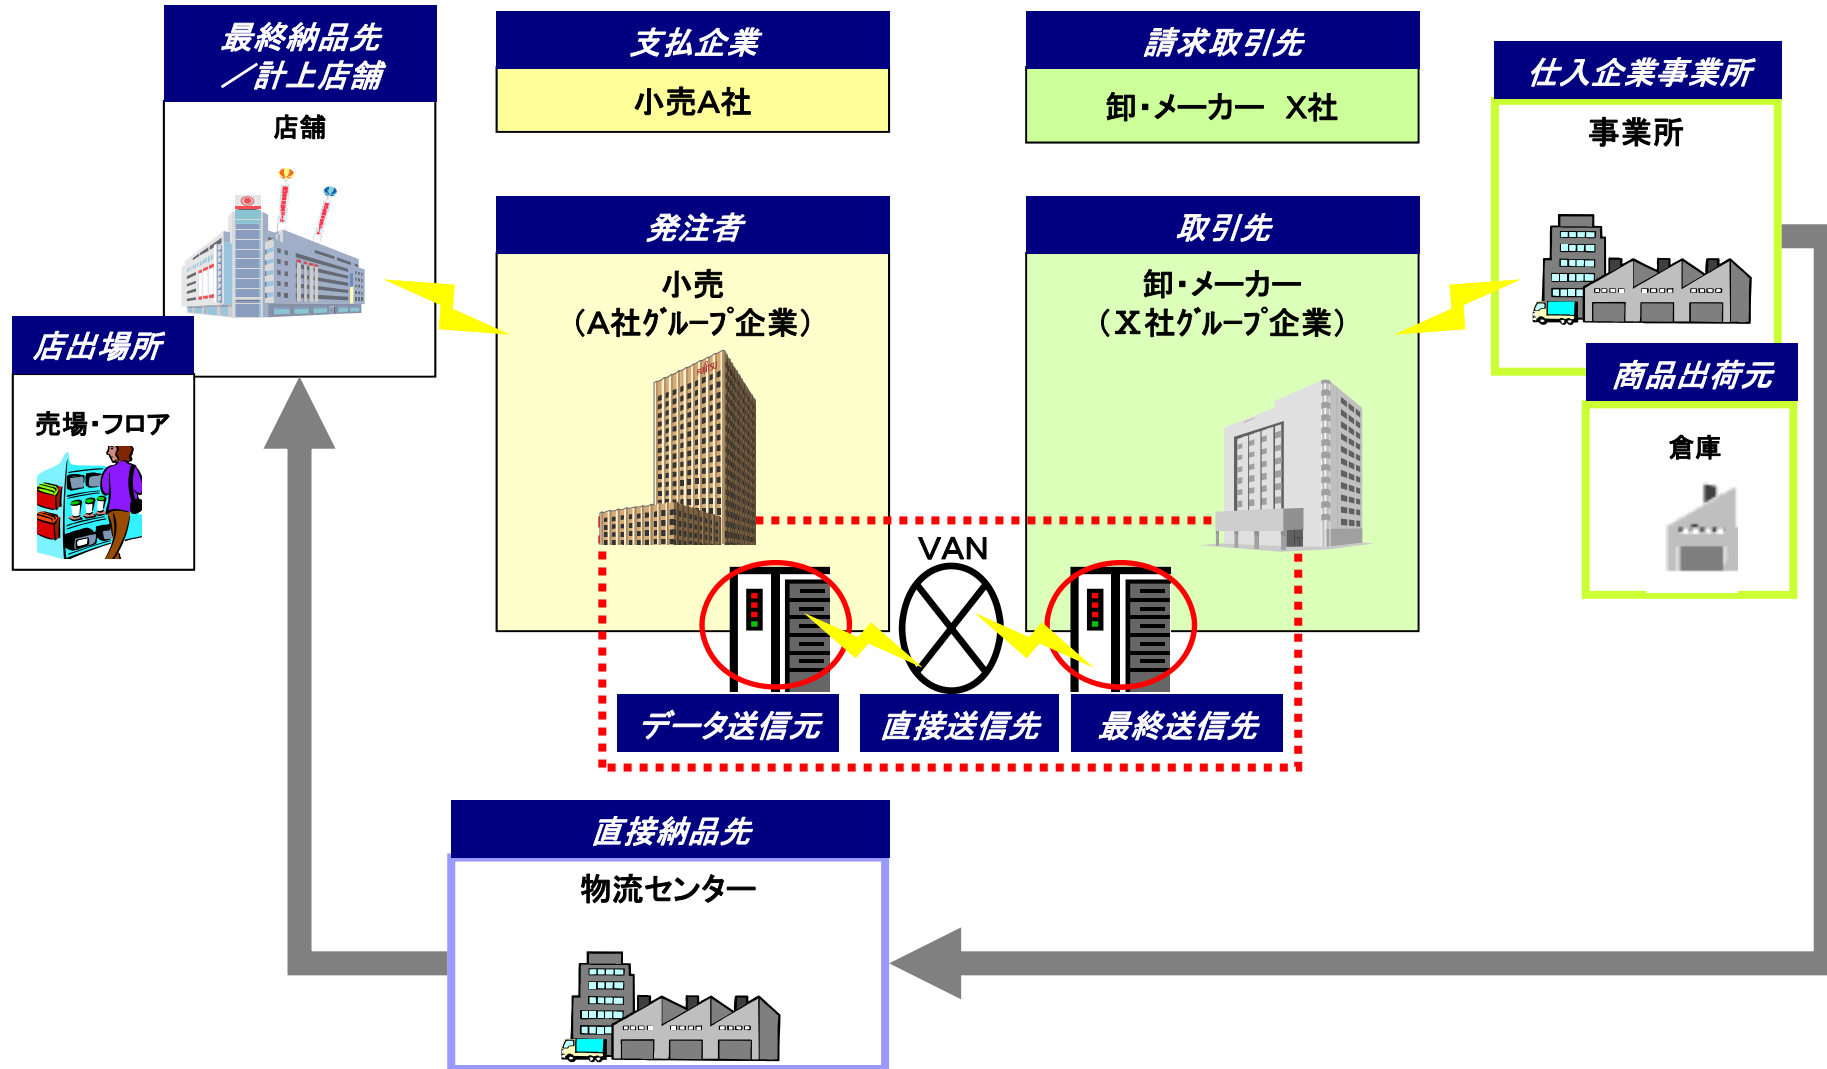 最終納品先
／計上店舗
店舗
支払企業
小売A社
請求取引先
卸・メーカー　X社
仕入企業事業所
事業所
発注者
小売
（A社ｸﾞﾙｰﾌﾟ企業）
取引先
卸・メーカー
（X社ｸﾞﾙｰﾌﾟ企業）
店出場所
売場・フロア
商品出荷元
倉庫
FUJITSU
VAN
データ送信元
直接送信先
最終送信先
直接納品先
物流センター